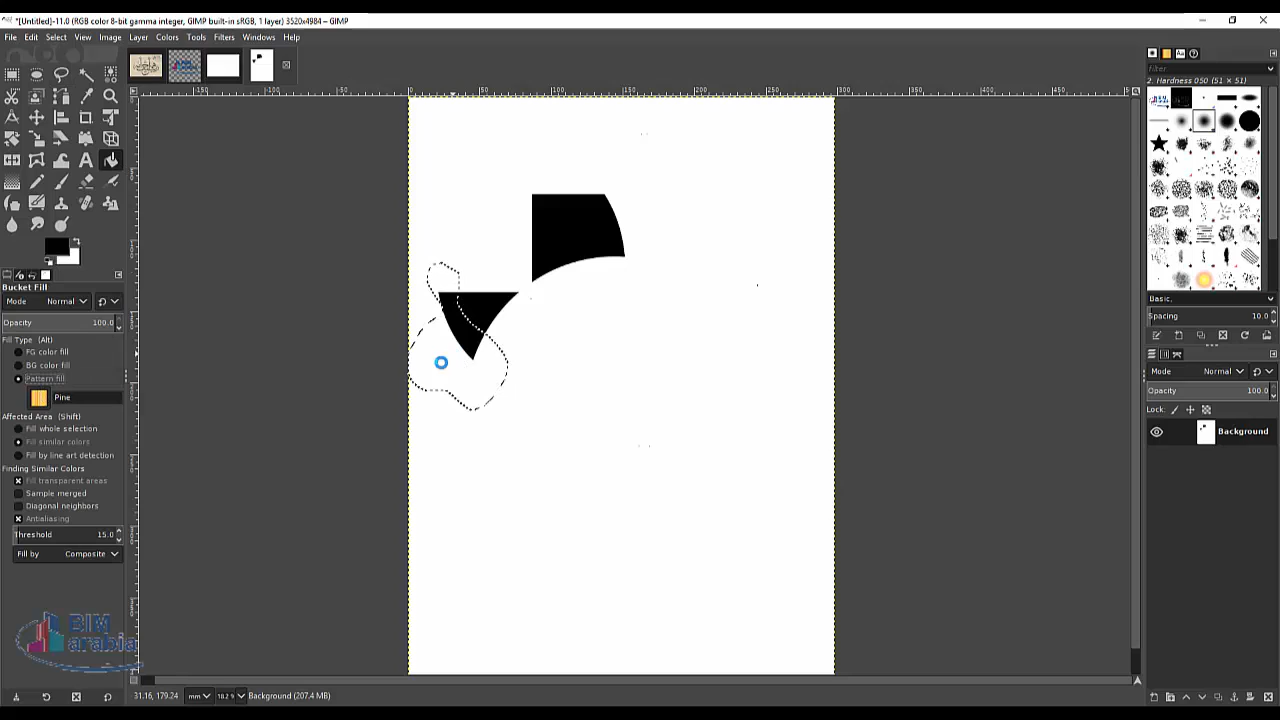 *[Untitled]-11.0 (RGB color 8-bit gamma integer, GIMP built-in sRGB, 1 layer) 3520x4984 – GIMP
File Edit Select View Image Layer Colors Tools Filters Windows Help
filter
2. Hardness 050 (51 × 51)
Bucket Fill
Mode Normal
Opacity 100.0
Fill Type (Alt)
FG color fill
BG color fill
Pattern fill
Pine
Affected Area (Shift)
Fill whole selection
Fill similar colors
Fill by line art detection
Finding Similar Colors
Fill transparent areas
Sample merged
Diagonal neighbors
Antialiasing
Threshold 15.0
Fill by Composite
BIM
arabia
Basic,
Spacing 10.0
Mode Normal
Opacity 100.0
Lock:
Background
31.16, 179.24 mm 18.2 % Background (207.4 MB)